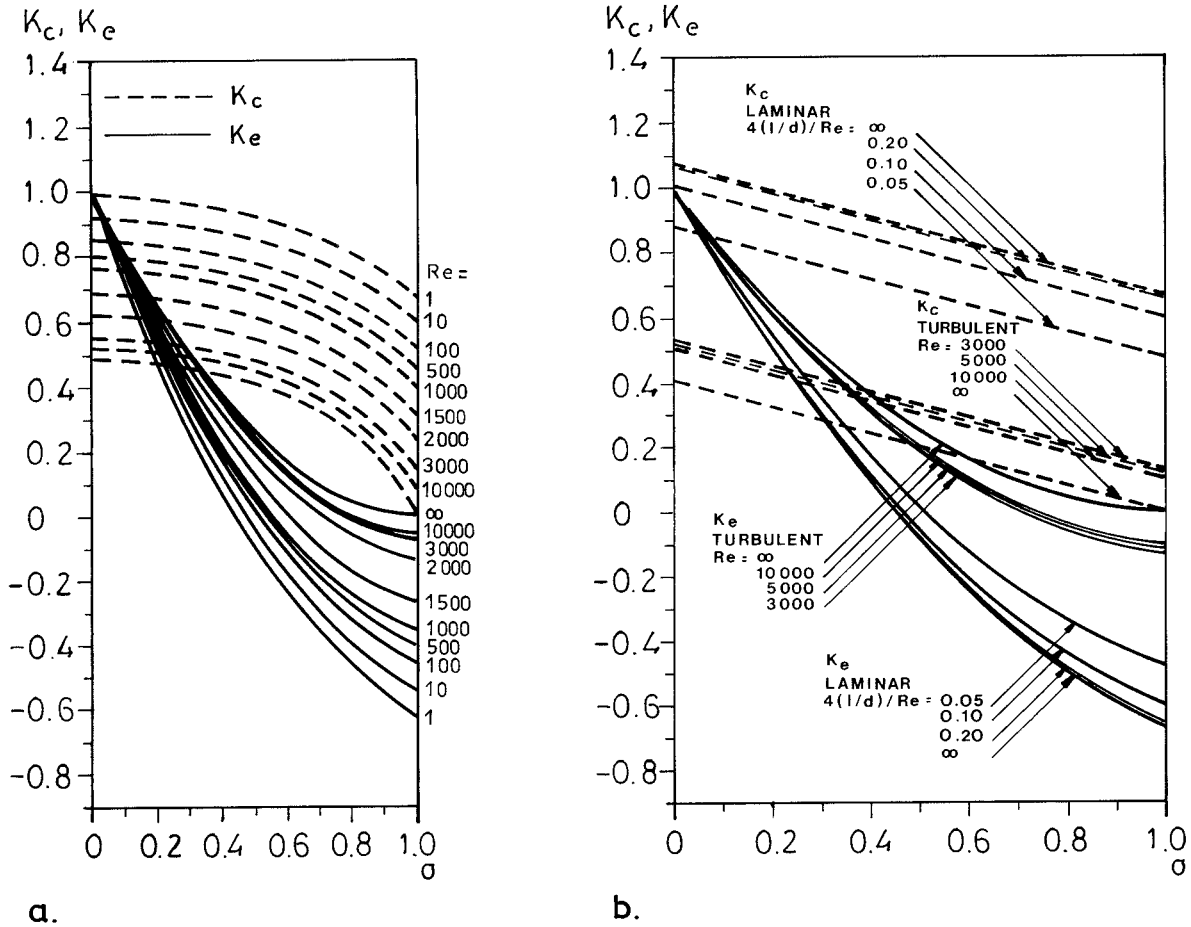 Kc, Ke
1.4
1.2
1.0
0.8
0.6
0.4
0.2
0
-0.2
-0.4
-0.6
-0.8
Kc
Ke
Re=
1
10
100
500
1000
1500
2000
3000
10000
∞
10000
3000
2000
1500
1000
500
100
10
1
0 0.2 0.4 0.6 0.8 1.0
σ
a.
Kc, Ke
1.4
1.2
1.0
0.8
0.6
0.4
0.2
0
-0.2
-0.4
-0.6
-0.8
Kc
LAMINAR
4(l/d)/Re= ∞
0.20
0.10
0.05
Kc
TURBULENT
Re= 3000
5000
10000
∞
Ke
TURBULENT
Re= ∞
10000
5000
3000
Ke
LAMINAR
4(l/d)/Re= 0.05
0.10
0.20
∞
0 0.2 0.4 0.6 0.8 1.0
σ
b.